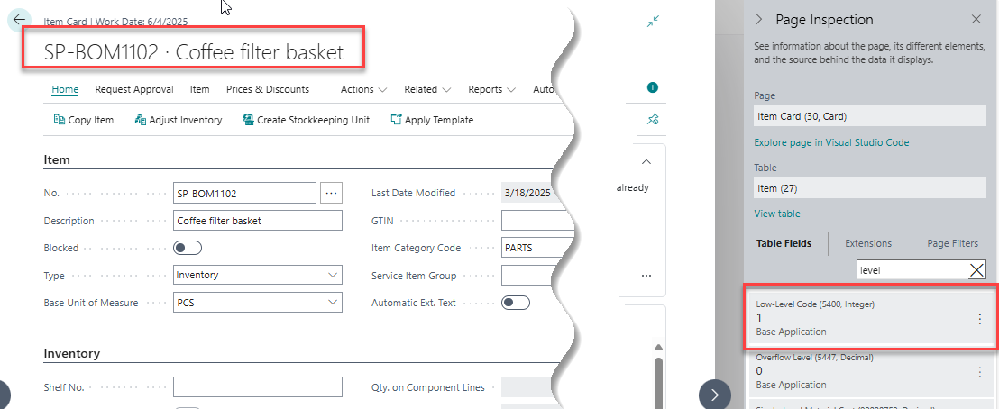 Item Card | Work Date: 6/4/2025
SP-BOM1102 · Coffee filter basket
Home Request Approval Item Prices & Discounts Actions Related Reports Auto
Copy Item Adjust Inventory Create Stockkeeping Unit Apply Template
Item
No. SP-BOM1102 ... Last Date Modified 3/18/2025
already
Description Coffee filter basket GTIN
Blocked Item Category Code PARTS
Type Inventory Service Item Group
Base Unit of Measure PCS Automatic Ext. Text
Inventory
Shelf No. Qty. on Component Lines
Page Inspection
See information about the page, its different elements,
and the source behind the data it displays.
Page
Item Card (30, Card)
Explore page in Visual Studio Code
Table
Item (27)
View table
Table Fields Extensions Page Filters
level
Low-Level Code (5400, Integer)
1
Base Application
Overflow Level (5447, Decimal)
0
Base Application